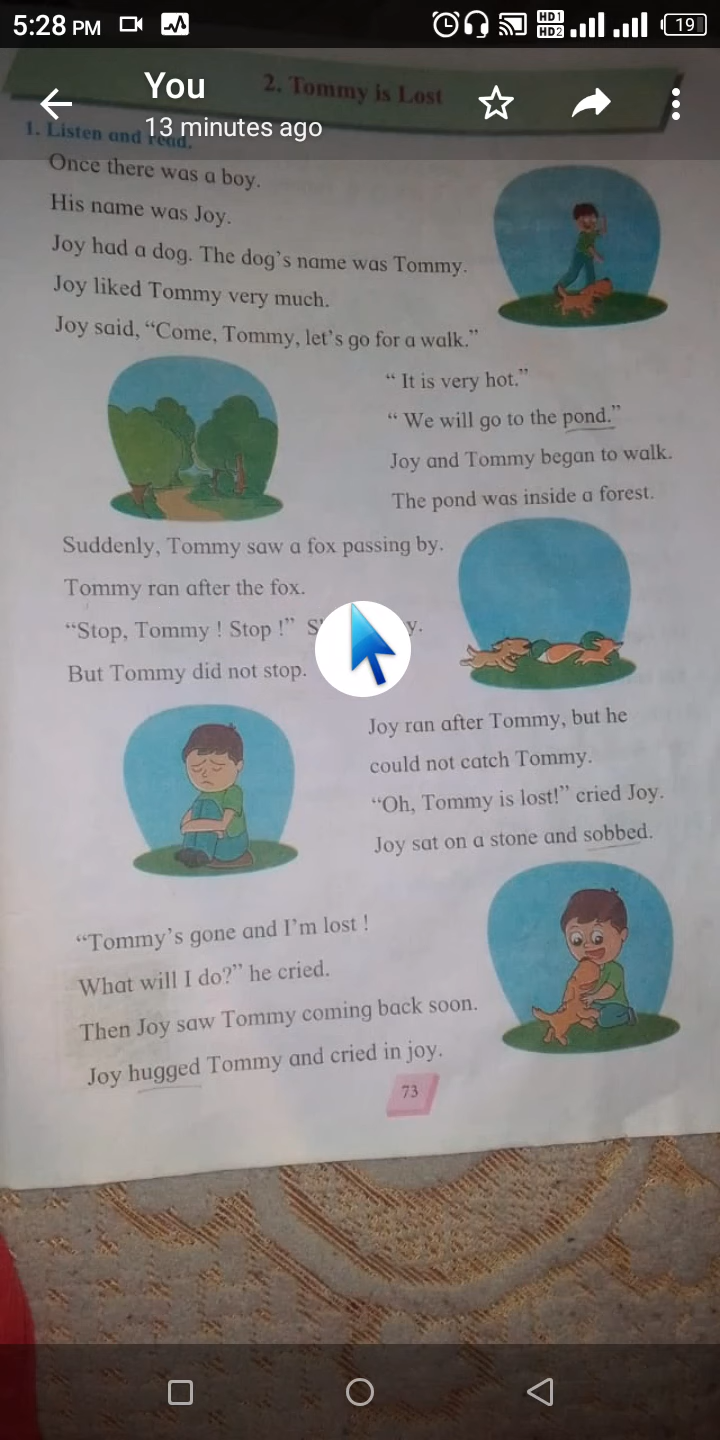 5:28 PM
HD1
HD2
19
You
13 minutes ago
2. Tommy is Lost
1. Listen and read.
Once there was a boy.
His name was Joy.
Joy had a dog. The dog's name was Tommy.
Joy liked Tommy very much.
Joy said, “Come, Tommy, let's go for a walk.”
“ It is very hot.”
“ We will go to the pond.”
Joy and Tommy began to walk.
The pond was inside a forest.
Suddenly, Tommy saw a fox passing by.
Tommy ran after the fox.
“Stop, Tommy ! Stop !”
But Tommy did not stop.
Joy ran after Tommy, but he
could not catch Tommy.
“Oh, Tommy is lost!” cried Joy.
Joy sat on a stone and sobbed.
“Tommy's gone and I'm lost !
What will I do?” he cried.
Then Joy saw Tommy coming back soon.
Joy hugged Tommy and cried in joy.
73